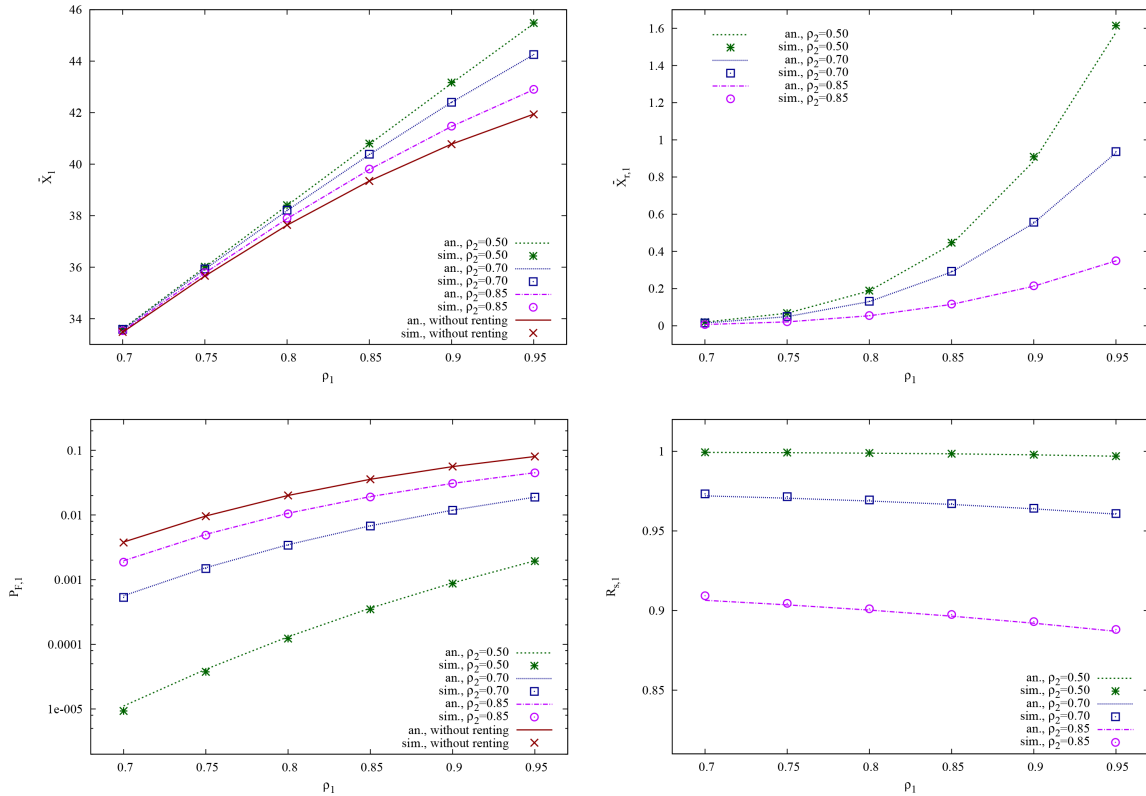 46
44
42
40
38
36
34
X̄1
0.7 0.75 0.8 0.85 0.9 0.95
ρ1
an., ρ2=0.50
sim., ρ2=0.50
an., ρ2=0.70
sim., ρ2=0.70
an., ρ2=0.85
sim., ρ2=0.85
an., without renting
sim., without renting
1.6
1.4
1.2
1
0.8
0.6
0.4
0.2
0
X̄r,1
0.7 0.75 0.8 0.85 0.9 0.95
ρ1
an., ρ2=0.50
sim., ρ2=0.50
an., ρ2=0.70
sim., ρ2=0.70
an., ρ2=0.85
sim., ρ2=0.85
0.1
0.01
0.001
0.0001
1e-005
PF,1
0.7 0.75 0.8 0.85 0.9 0.95
ρ1
an., ρ2=0.50
sim., ρ2=0.50
an., ρ2=0.70
sim., ρ2=0.70
an., ρ2=0.85
sim., ρ2=0.85
an., without renting
sim., without renting
1
0.95
0.9
0.85
Rs,1
0.7 0.75 0.8 0.85 0.9 0.95
ρ1
an., ρ2=0.50
sim., ρ2=0.50
an., ρ2=0.70
sim., ρ2=0.70
an., ρ2=0.85
sim., ρ2=0.85